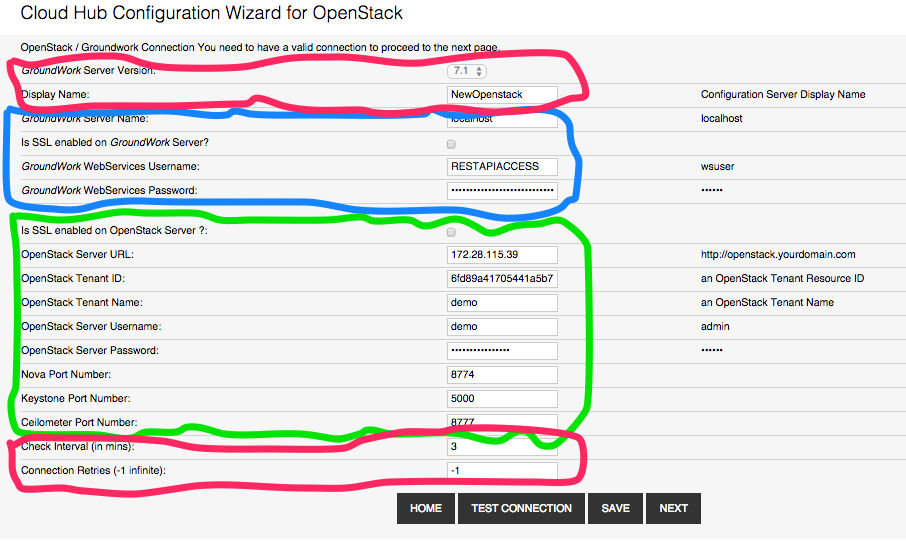 Cloud Hub Configuration Wizard for OpenStack
OpenStack / Groundwork Connection You need to have a valid connection to proceed to the next page.
GroundWork Server Version: 7.1
Display Name: NewOpenstack Configuration Server Display Name
GroundWork Server Name: localhost localhost
Is SSL enabled on GroundWork Server?
GroundWork WebServices Username: RESTAPIACCESS wsuser
GroundWork WebServices Password: •••••••••••••••••••••••••••• ••••••
Is SSL enabled on OpenStack Server ?:
OpenStack Server URL: 172.28.115.39 http://openstack.yourdomain.com
OpenStack Tenant ID: 6fd89a41705441a5b7 an OpenStack Tenant Resource ID
OpenStack Tenant Name: demo an OpenStack Tenant Name
OpenStack Server Username: demo admin
OpenStack Server Password: •••••••••••••••• ••••••
Nova Port Number: 8774
Keystone Port Number: 5000
Ceilometer Port Number: 8777
Check Interval (in mins): 3
Connection Retries (-1 infinite): -1
HOME TEST CONNECTION SAVE NEXT